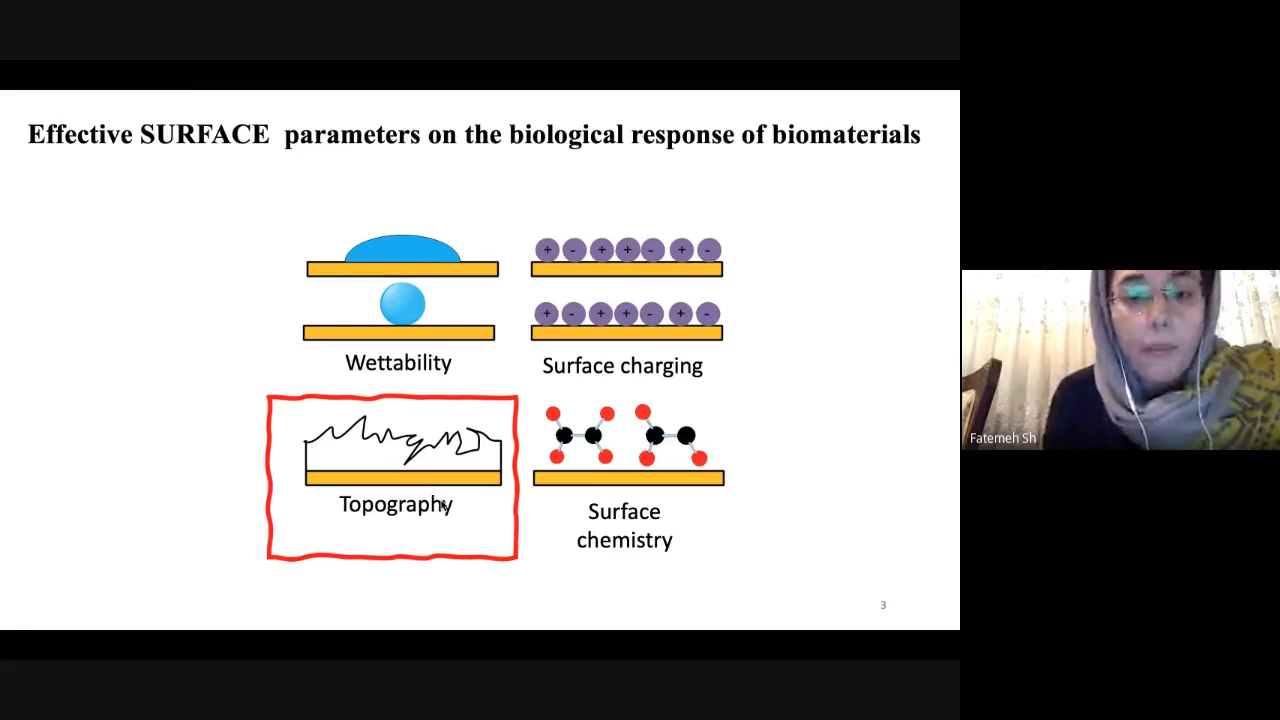 Effective SURFACE parameters on the biological response of biomaterials
+ - + + - + -
+ - + + - + -
Wettability
Surface charging
Topography
Surface
chemistry
3
Fatemeh Sh